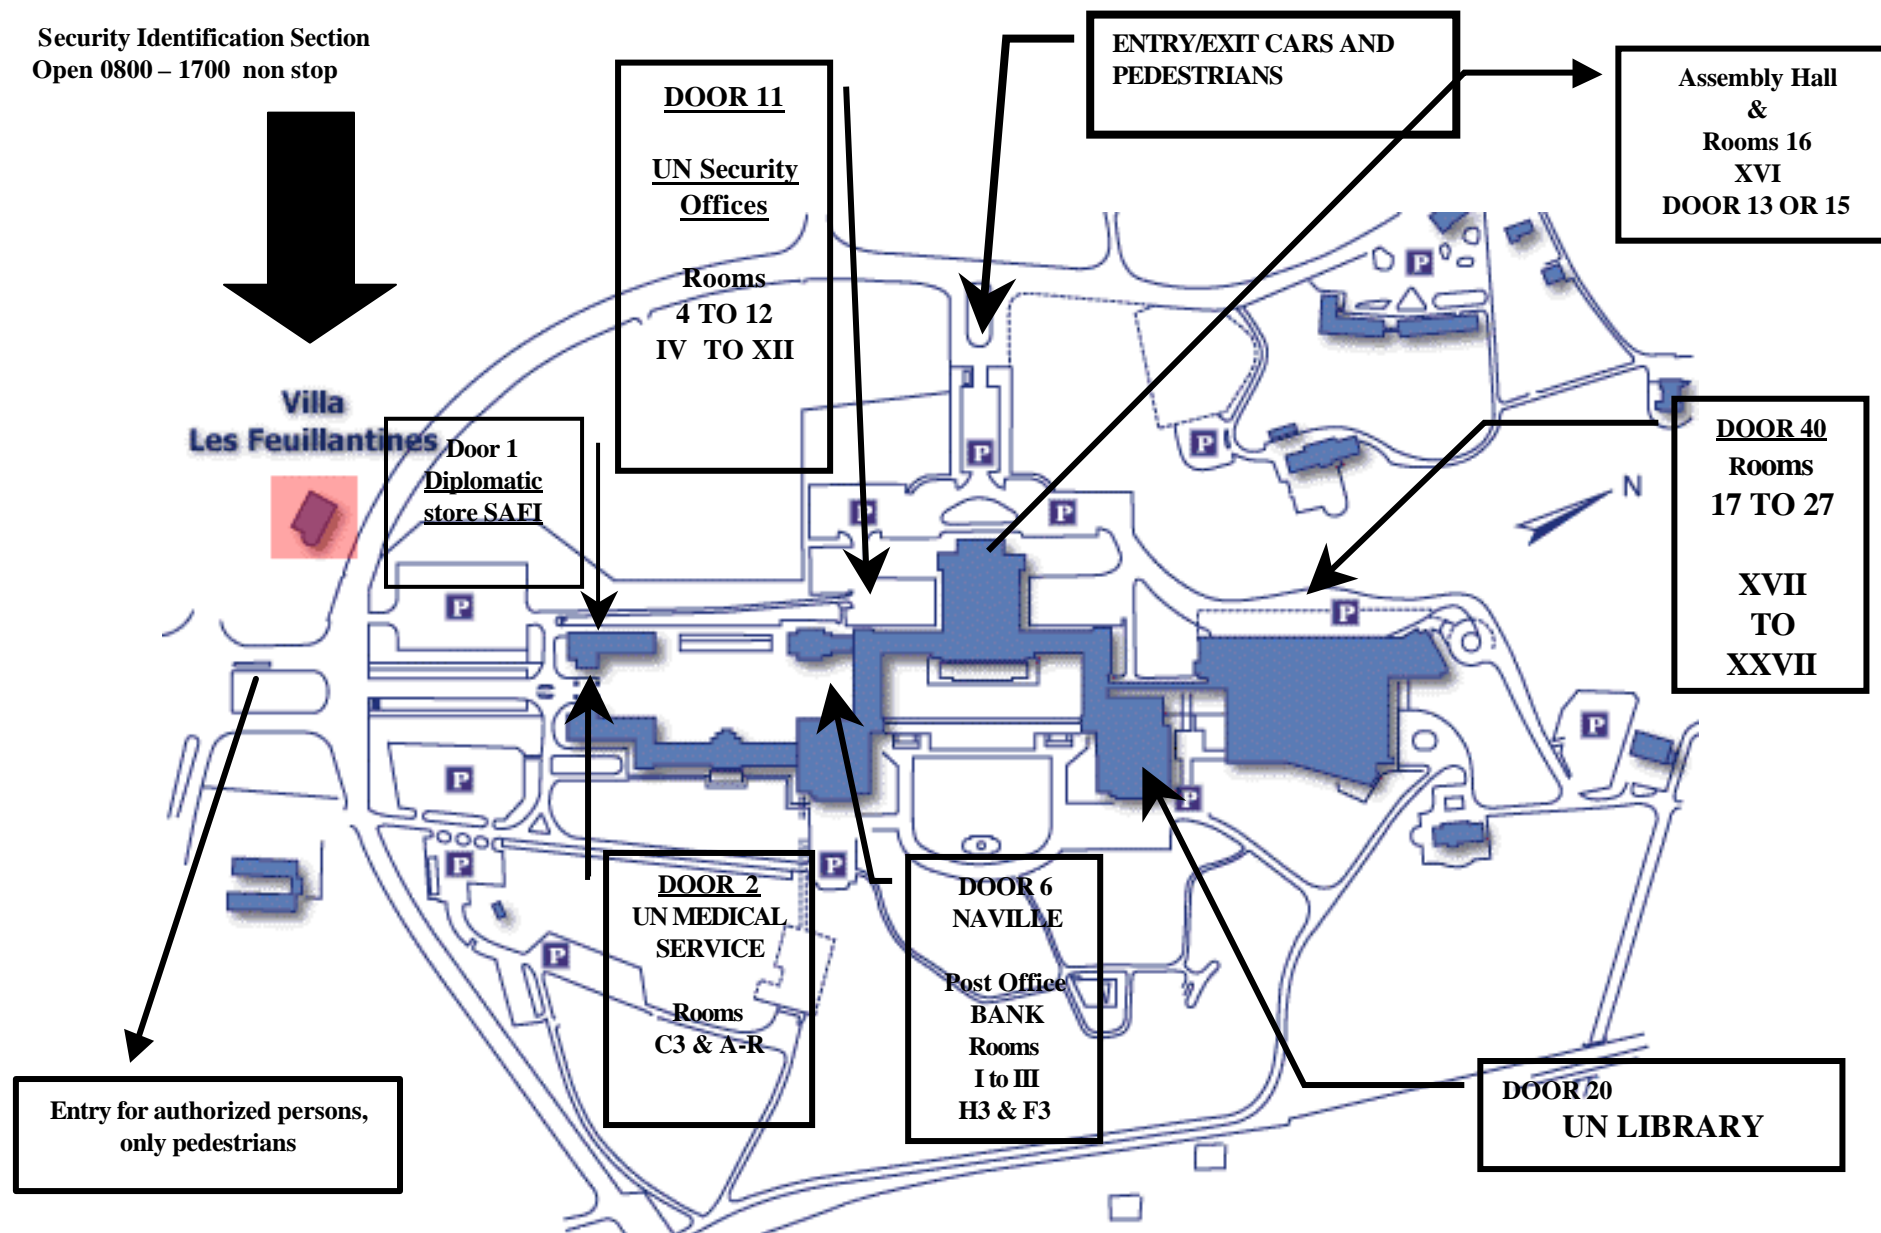 Security Identification Section
Open 0800 – 1700 non stop
ENTRY/EXIT CARS AND
PEDESTRIANS
Assembly Hall
&
Rooms 16
XVI
DOOR 13 OR 15
DOOR 11
UN Security
Offices
Rooms
4 TO 12
IV TO XII
P
Villa
Les Feuillantines
Door 1
Diplomatic
store SAFI
P
P
DOOR 40
Rooms
17 TO 27
XVII
TO
XXVII
N
P
P
P
P
P
P
P
P
P
P
DOOR 2
UN MEDICAL
SERVICE
Rooms
C3 & A-R
DOOR 6
NAVILLE
Post Office
BANK
Rooms
I to III
H3 & F3
P
Entry for authorized persons,
only pedestrians
DOOR 20
UN LIBRARY